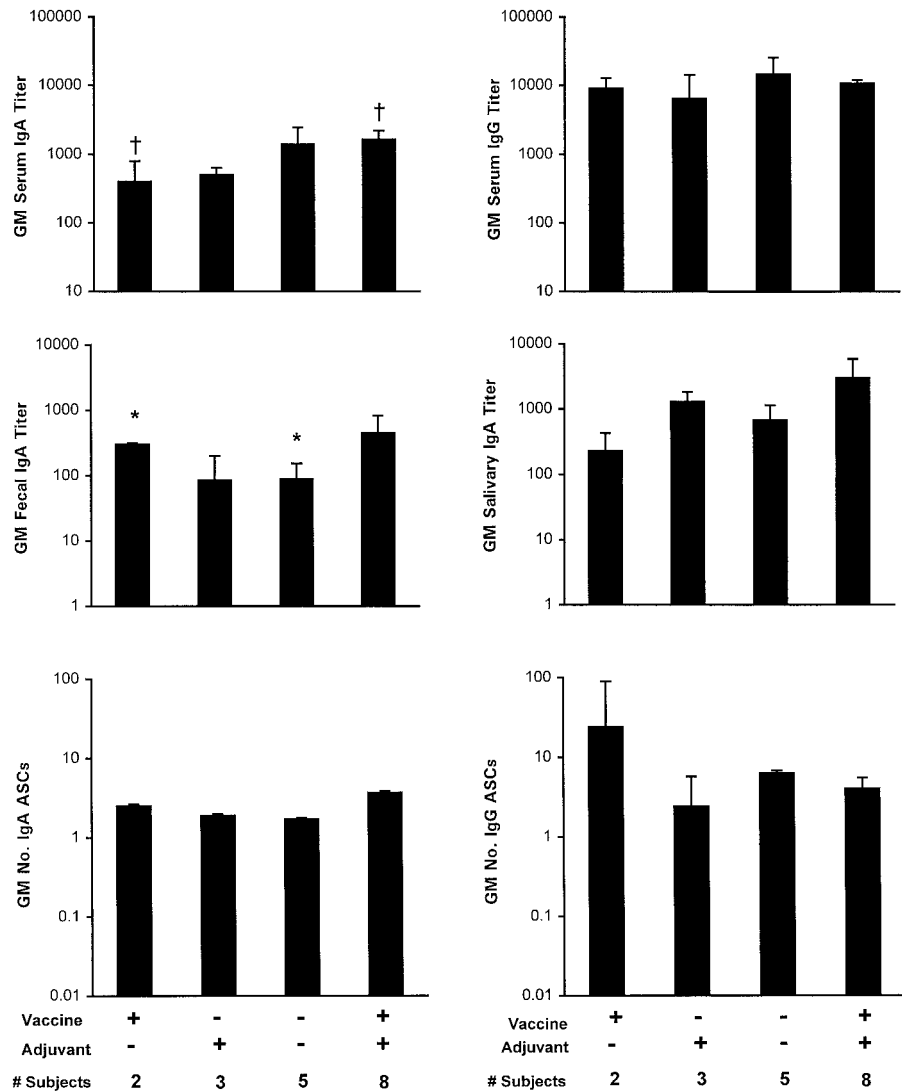 GM Serum IgA Titer
100000
10000
1000
100
10
†
†
GM Serum IgG Titer
100000
10000
1000
100
10
GM Fecal IgA Titer
10000
1000
100
10
1
*
*
GM Salivary IgA Titer
10000
1000
100
10
1
GM No. IgA ASCs
100
10
1
0.1
0.01
GM No. IgG ASCs
100
10
1
0.1
0.01
Vaccine + - - +
Adjuvant - + - +
# Subjects 2 3 5 8
Vaccine + - - +
Adjuvant - + - +
# Subjects 2 3 5 8